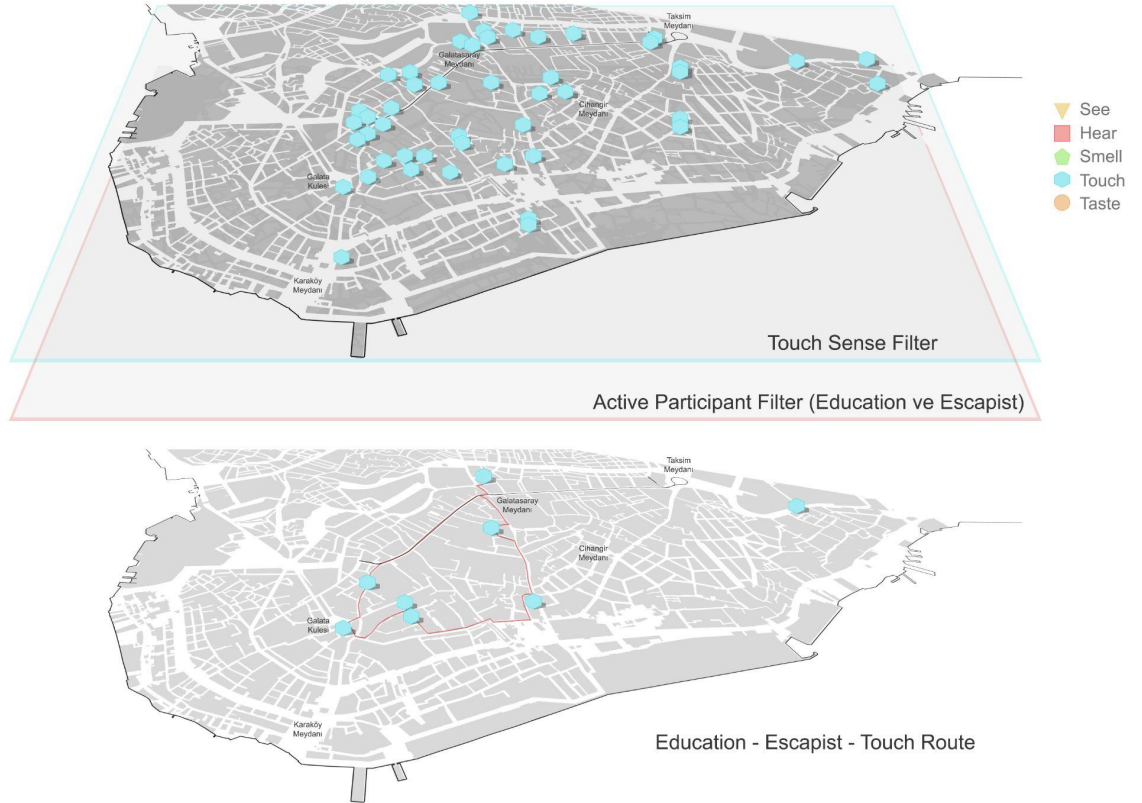 Taksim
Meydanı
Galatasaray
Meydanı
Cihangir
Meydanı
Galata
Kulesi
Karaköy
Meydanı
See
Hear
Smell
Touch
Taste
Touch Sense Filter
Active Participant Filter (Education ve Escapist)
Taksim
Meydanı
Galatasaray
Meydanı
Cihangir
Meydanı
Galata
Kulesi
Karaköy
Meydanı
Education - Escapist - Touch Route